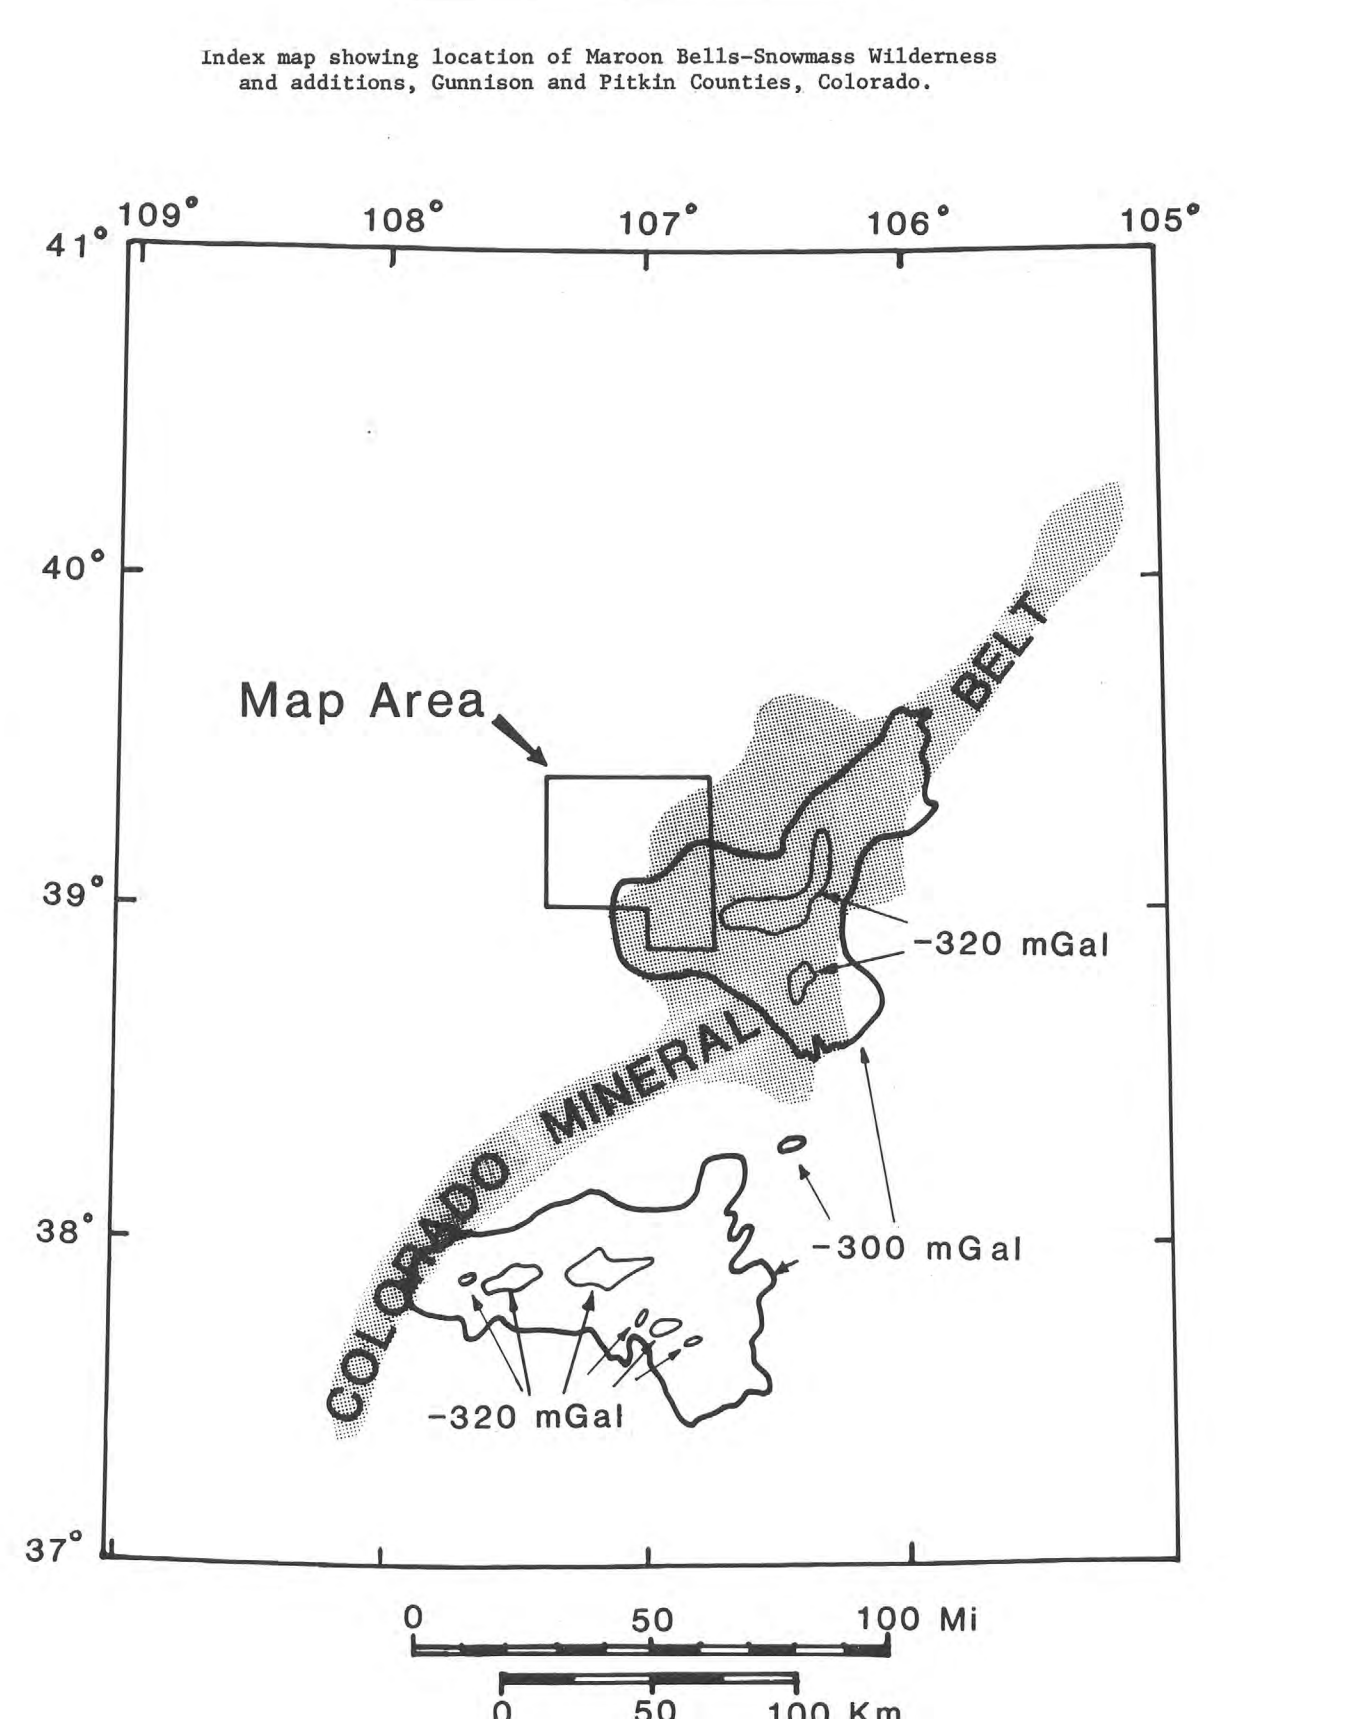 Index map showing location of Maroon Bells-Snowmass Wilderness
and additions, Gunnison and Pitkin Counties, Colorado.
109° 108° 107° 106° 105°
41°
40°
BELT
Map Area
39°
-320 mGal
MINERAL
COLORADO
38°
-300 mGal
-320 mGal
37°
0 50 100 Mi
0 50 100 Km